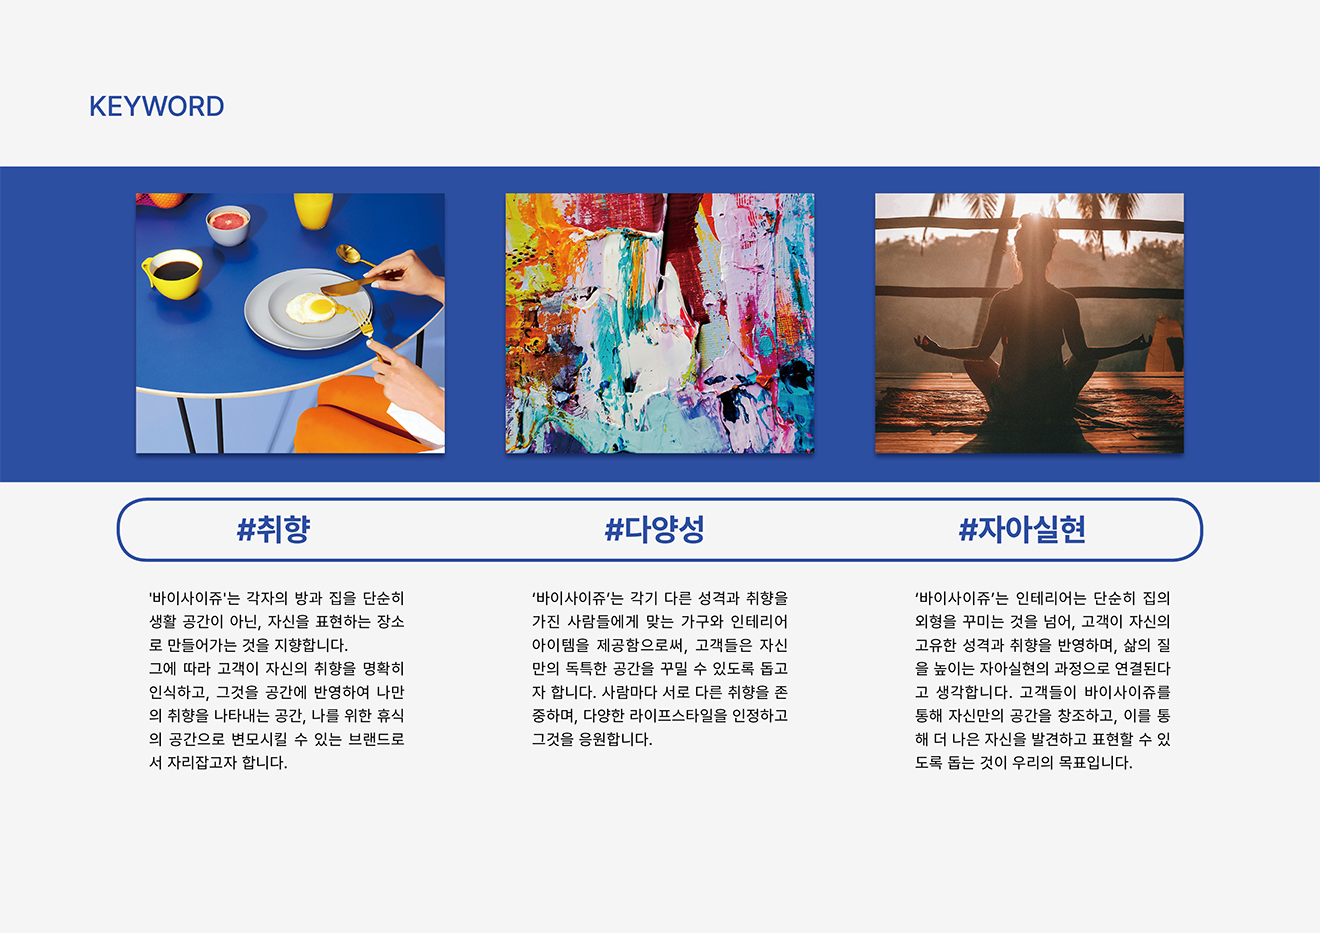 KEYWORD
#취향
#다양성
#자아실현
'바이사이쥬'는 각자의 방과 집을 단순히
생활 공간이 아닌, 자신을 표현하는 장소
로 만들어가는 것을 지향합니다.
그에 따라 고객이 자신의 취향을 명확히
인식하고, 그것을 공간에 반영하여 나만
의 취향을 나타내는 공간, 나를 위한 휴식
의 공간으로 변모시킬 수 있는 브랜드로
서 자리잡고자 합니다.
‘바이사이쥬’는 각기 다른 성격과 취향을
가진 사람들에게 맞는 가구와 인테리어
아이템을 제공함으로써, 고객들은 자신
만의 독특한 공간을 꾸밀 수 있도록 돕고
자 합니다. 사람마다 서로 다른 취향을 존
중하며, 다양한 라이프스타일을 인정하고
그것을 응원합니다.
‘바이사이쥬’는 인테리어는 단순히 집의
외형을 꾸미는 것을 넘어, 고객이 자신의
고유한 성격과 취향을 반영하며, 삶의 질
을 높이는 자아실현의 과정으로 연결된다
고 생각합니다. 고객들이 바이사이쥬를
통해 자신만의 공간을 창조하고, 이를 통
해 더 나은 자신을 발견하고 표현할 수 있
도록 돕는 것이 우리의 목표입니다.